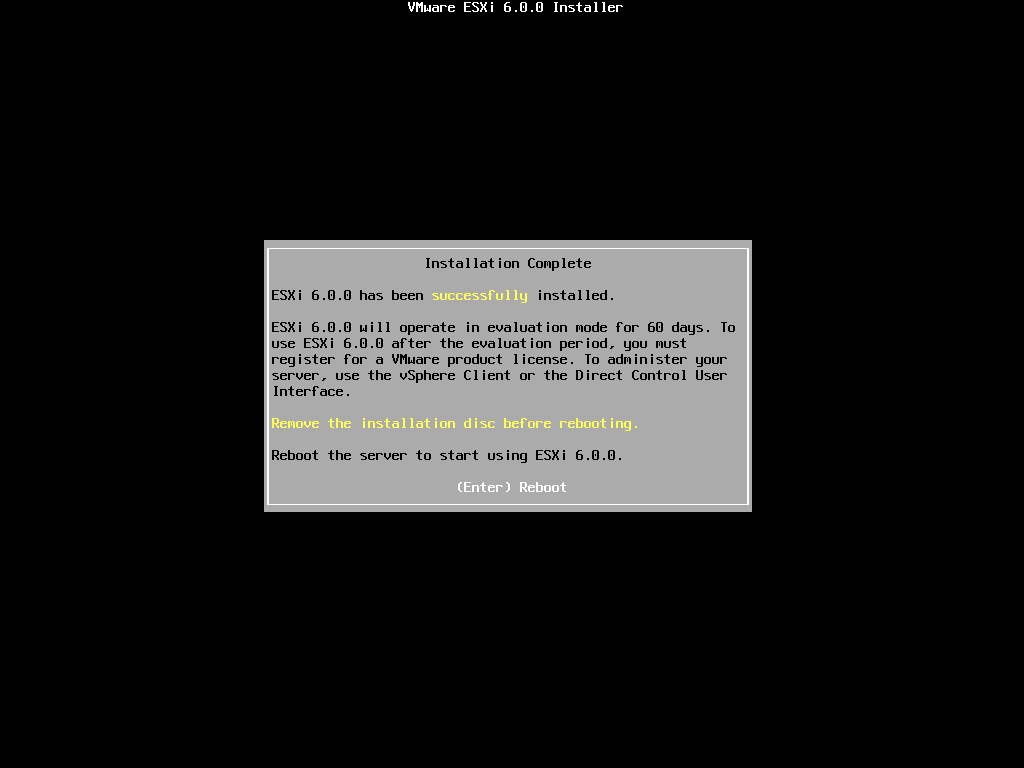 VMware ESXi 6.0.0 Installer
Installation Complete
ESXi 6.0.0 has been successfully installed.
ESXi 6.0.0 will operate in evaluation mode for 60 days. To
use ESXi 6.0.0 after the evaluation period, you must
register for a VMware product license. To administer your
server, use the vSphere Client or the Direct Control User
Interface.
Remove the installation disc before rebooting.
Reboot the server to start using ESXi 6.0.0.
(Enter) Reboot